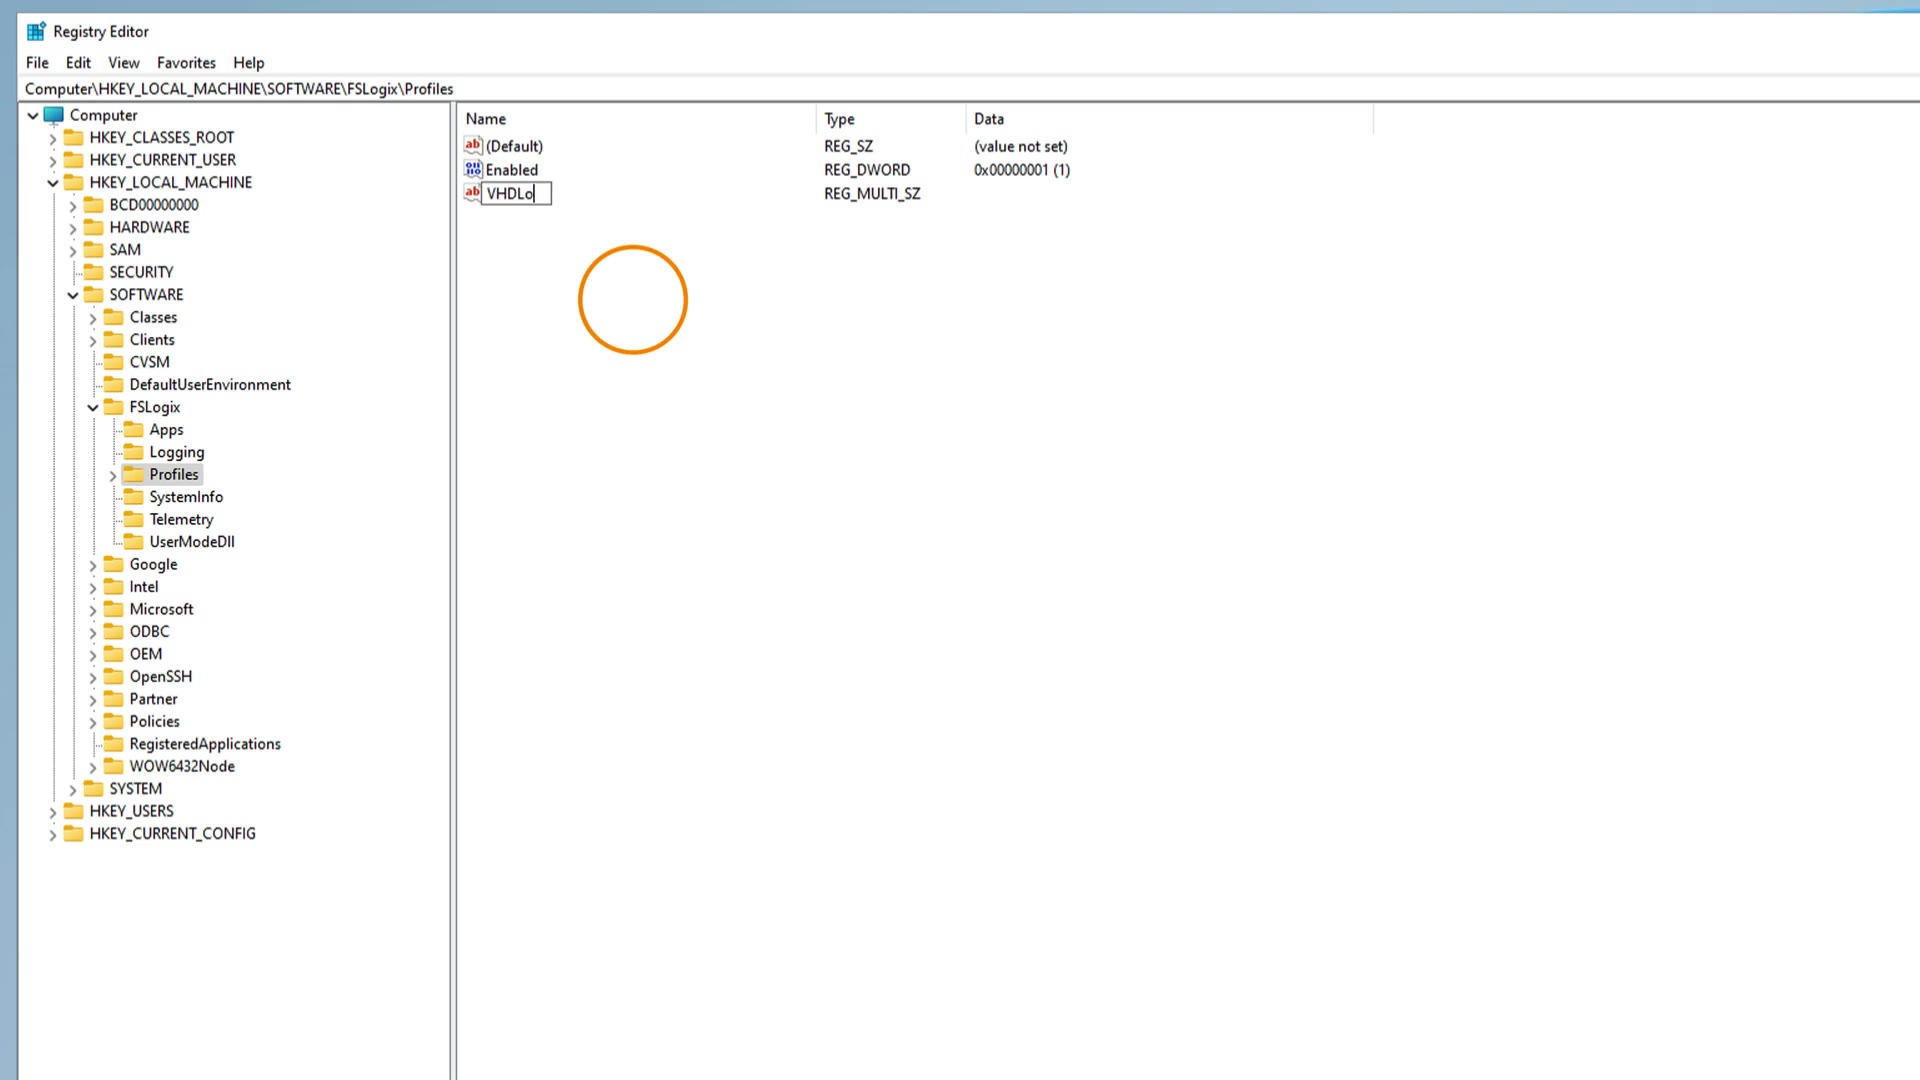 Registry Editor
File Edit View Favorites Help
Computer\HKEY_LOCAL_MACHINE\SOFTWARE\FSLogix\Profiles
Computer
HKEY_CLASSES_ROOT
HKEY_CURRENT_USER
HKEY_LOCAL_MACHINE
BCD00000000
HARDWARE
SAM
SECURITY
SOFTWARE
Classes
Clients
CVSM
DefaultUserEnvironment
FSLogix
Apps
Logging
Profiles
SystemInfo
Telemetry
UserModeDll
Google
Intel
Microsoft
ODBC
OEM
OpenSSH
Partner
Policies
RegisteredApplications
WOW6432Node
SYSTEM
HKEY_USERS
HKEY_CURRENT_CONFIG
Name Type Data
(Default) REG_SZ (value not set)
Enabled REG_DWORD 0x00000001 (1)
VHDLo REG_MULTI_SZ